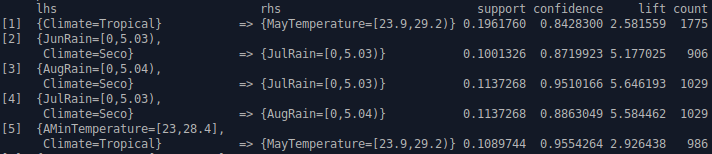 lhs rhs support confidence lift count
[1] {Climate=Tropical} => {MayTemperature=[23.9,29.2)} 0.1961760 0.8428300 2.581559 1775
[2] {JunRain=[0,5.03),
Climate=Seco} => {JulRain=[0,5.03)} 0.1001326 0.8719923 5.177025 906
[3] {AugRain=[0,5.04),
Climate=Seco} => {JulRain=[0,5.03)} 0.1137268 0.9510166 5.646193 1029
[4] {JulRain=[0,5.03),
Climate=Seco} => {AugRain=[0,5.04)} 0.1137268 0.8863049 5.584462 1029
[5] {AMinTemperature=[23,28.4],
Climate=Tropical} => {MayTemperature=[23.9,29.2)} 0.1089744 0.9554264 2.926438 986